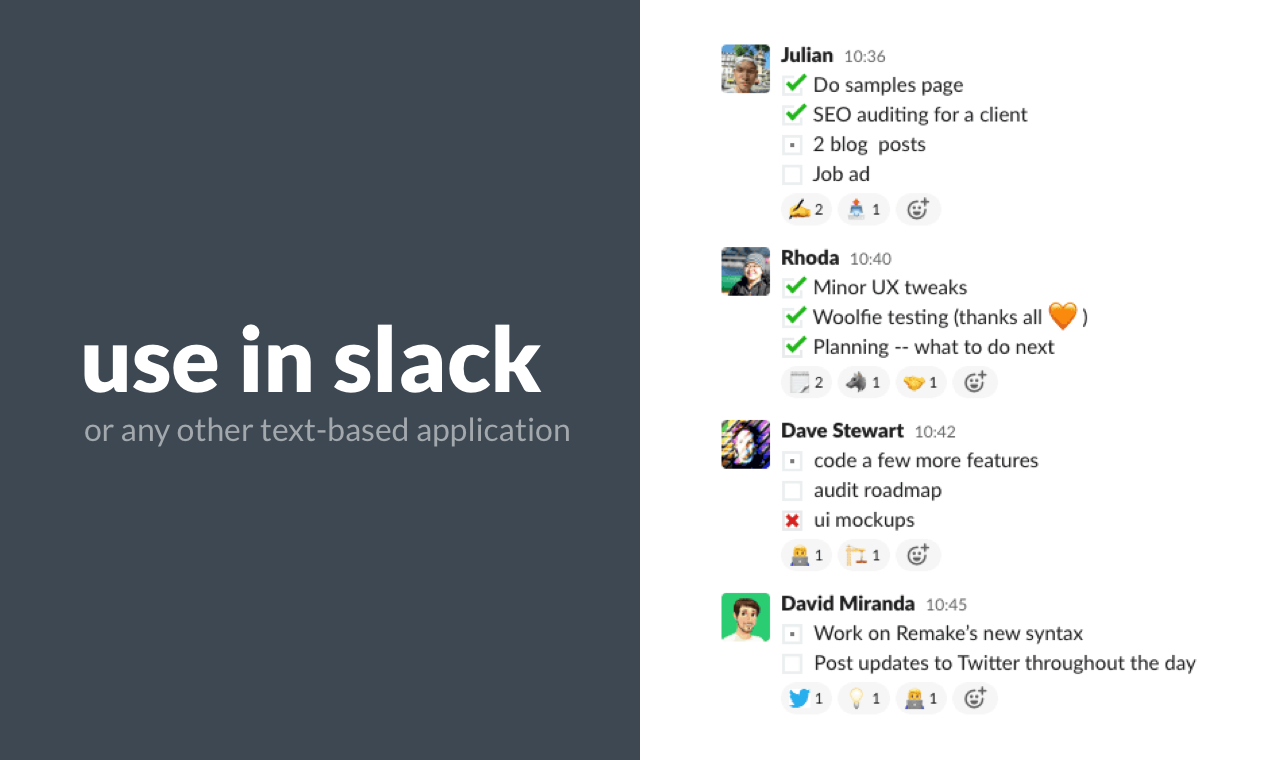 use in slack
or any other text-based application
Julian 10:36
Do samples page
SEO auditing for a client
2 blog posts
Job ad
2 1
Rhoda 10:40
Minor UX tweaks
Woolfie testing (thanks all 🧡 )
Planning -- what to do next
2 1 1
Dave Stewart 10:42
code a few more features
audit roadmap
ui mockups
1 1
David Miranda 10:45
Work on Remake’s new syntax
Post updates to Twitter throughout the day
1 1 1